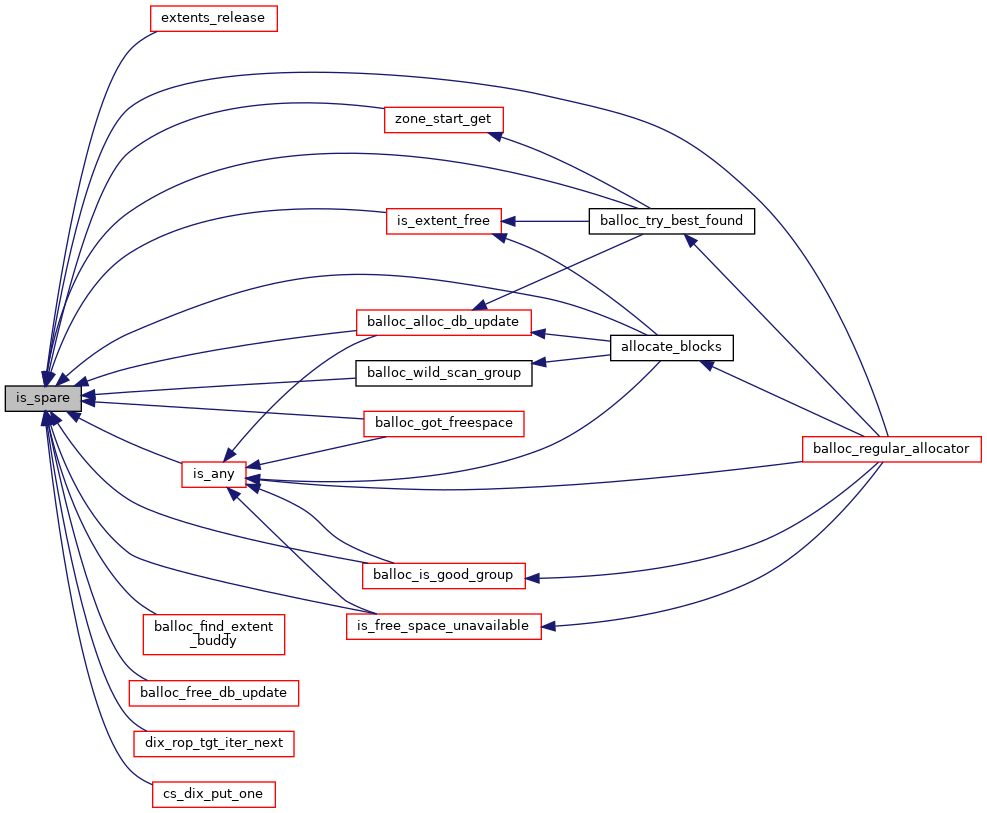 extents_release
zone_start_get
is_extent_free
balloc_try_best_found
balloc_alloc_db_update
allocate_blocks
balloc_wild_scan_group
is_spare
balloc_got_freespace
balloc_regular_allocator
is_any
balloc_is_good_group
is_free_space_unavailable
balloc_find_extent
_buddy
balloc_free_db_update
dix_rop_tgt_iter_next
cs_dix_put_one